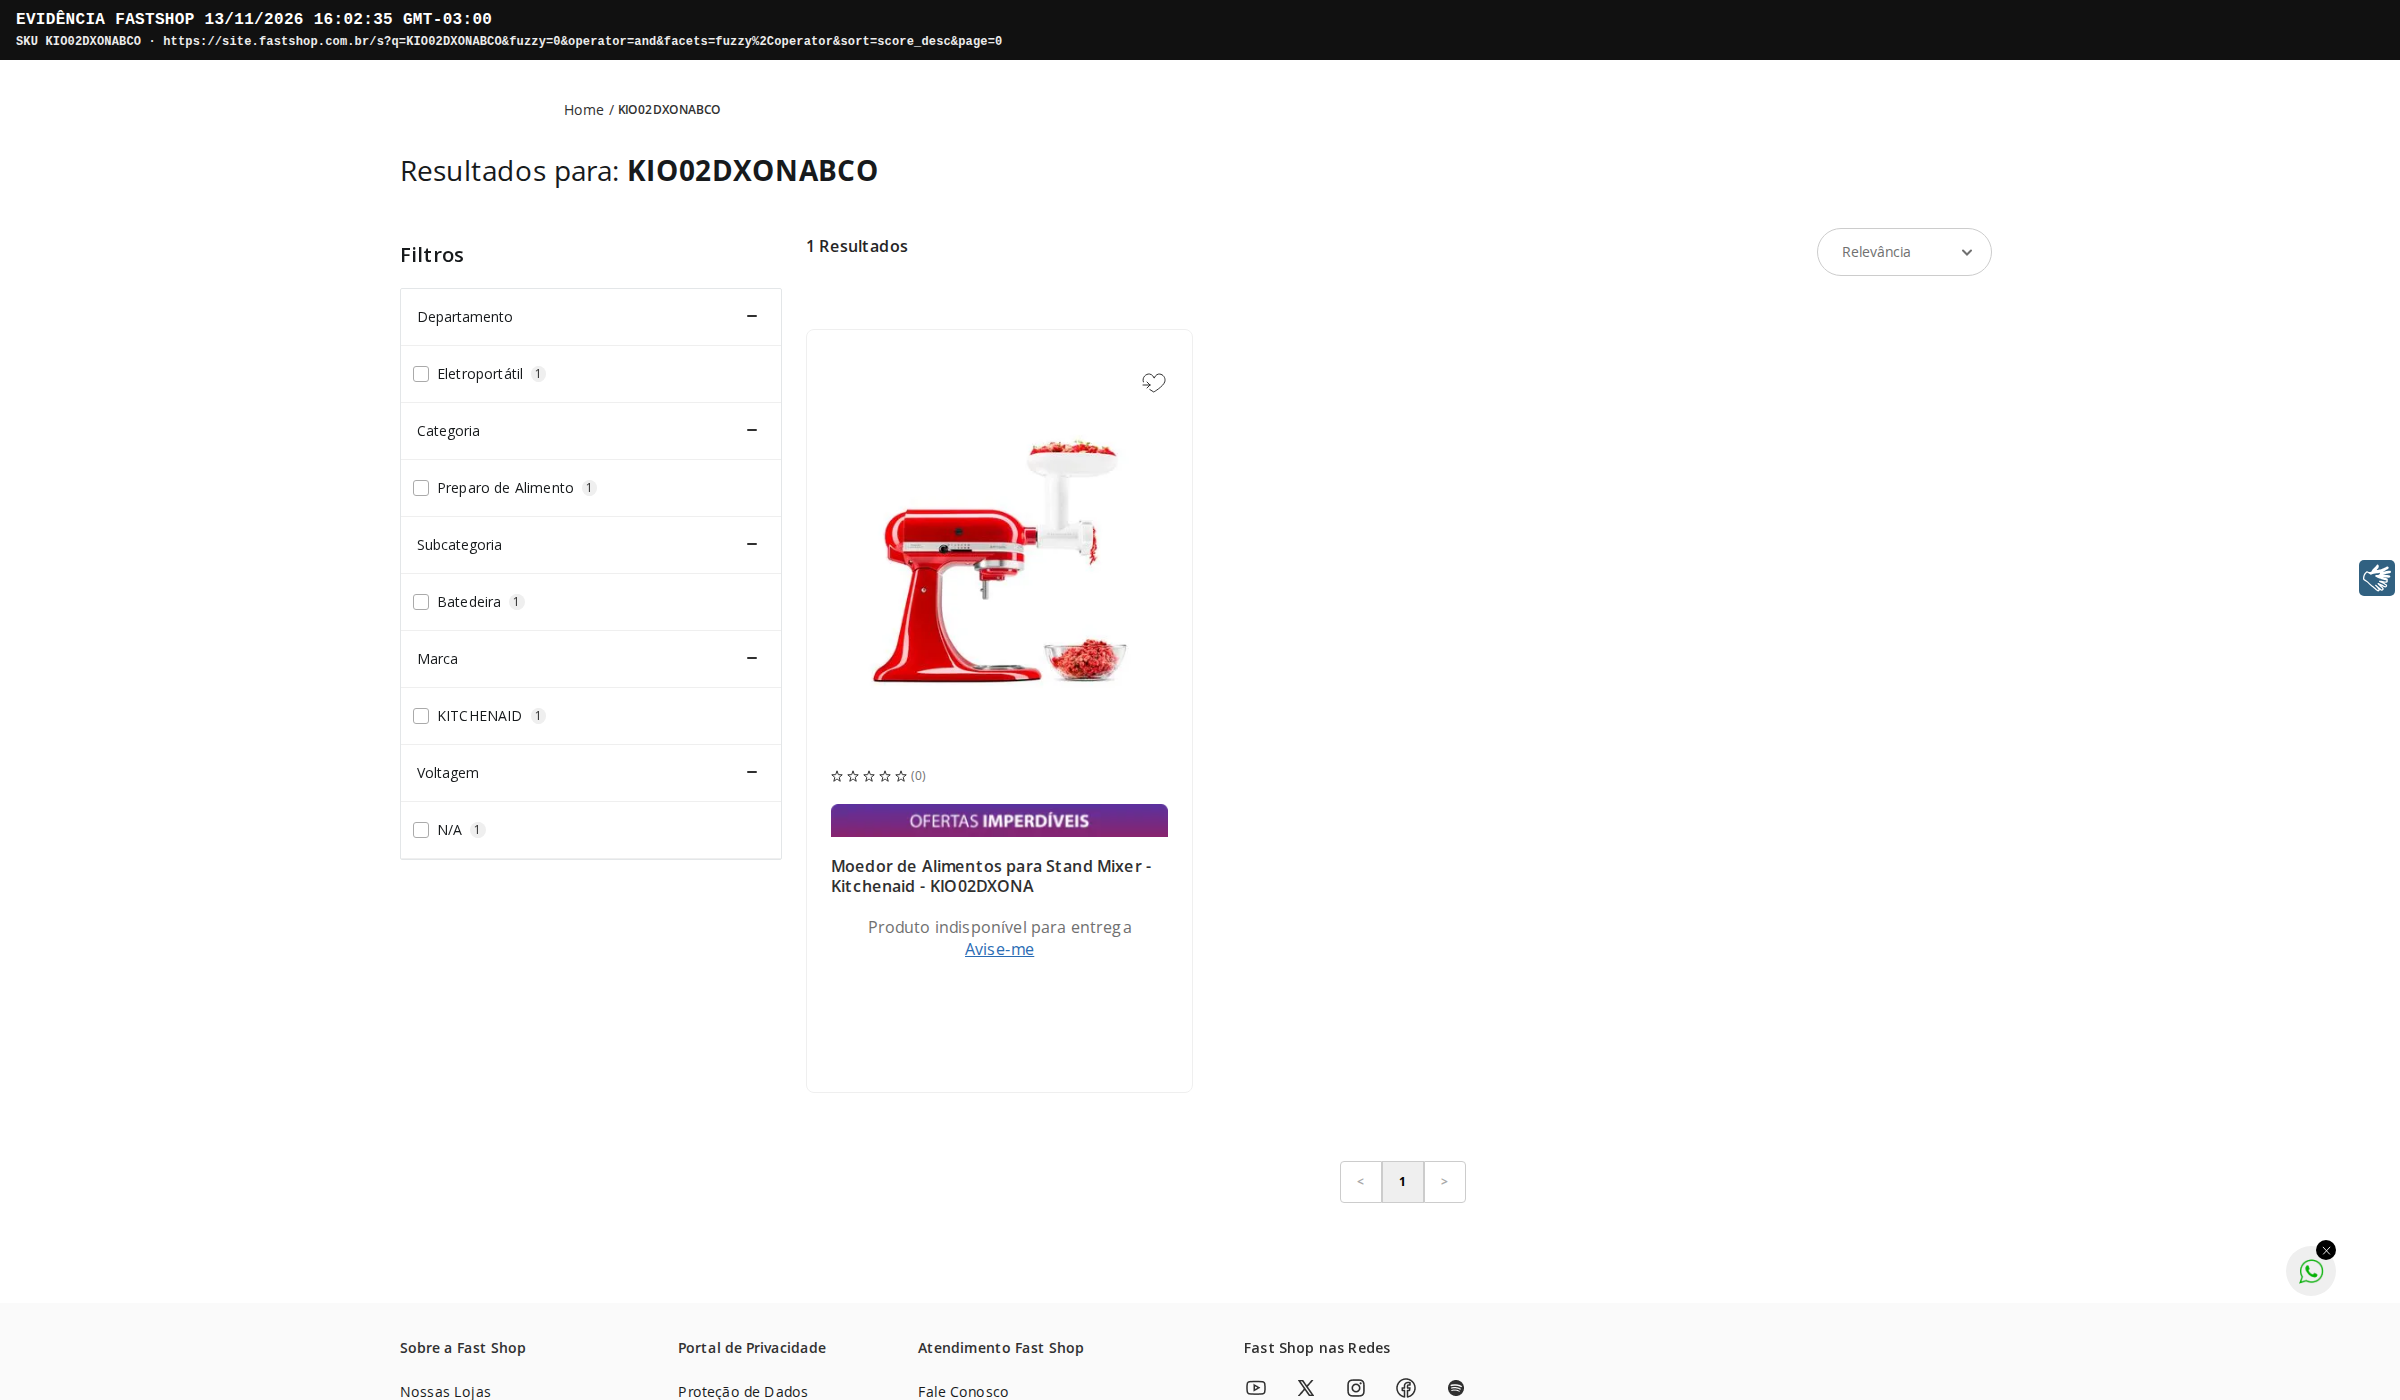 EVIDÊNCIA FASTSHOP 13/11/2026 16:02:35 GMT-03:00
SKU KIO02DXONABCO · https://site.fastshop.com.br/s?q=KIO02DXONABCO&fuzzy=0&operator=and&facets=fuzzy%2Coperator&sort=score_desc&page=0
Home / KIO02DXONABCO
Resultados para: KIO02DXONABCO
Filtros
Departamento
Eletroportátil 1
Categoria
Preparo de Alimento 1
Subcategoria
Batedeira 1
Marca
KITCHENAID 1
Voltagem
N/A 1
1 Resultados
Relevância
(0)
OFERTAS IMPERDÍVEIS
Moedor de Alimentos para Stand Mixer -
Kitchenaid - KIO02DXONA
Produto indisponível para entrega
Avise-me
< 1 >
Sobre a Fast Shop
Nossas Lojas
Portal de Privacidade
Proteção de Dados
Atendimento Fast Shop
Fale Conosco
Fast Shop nas Redes